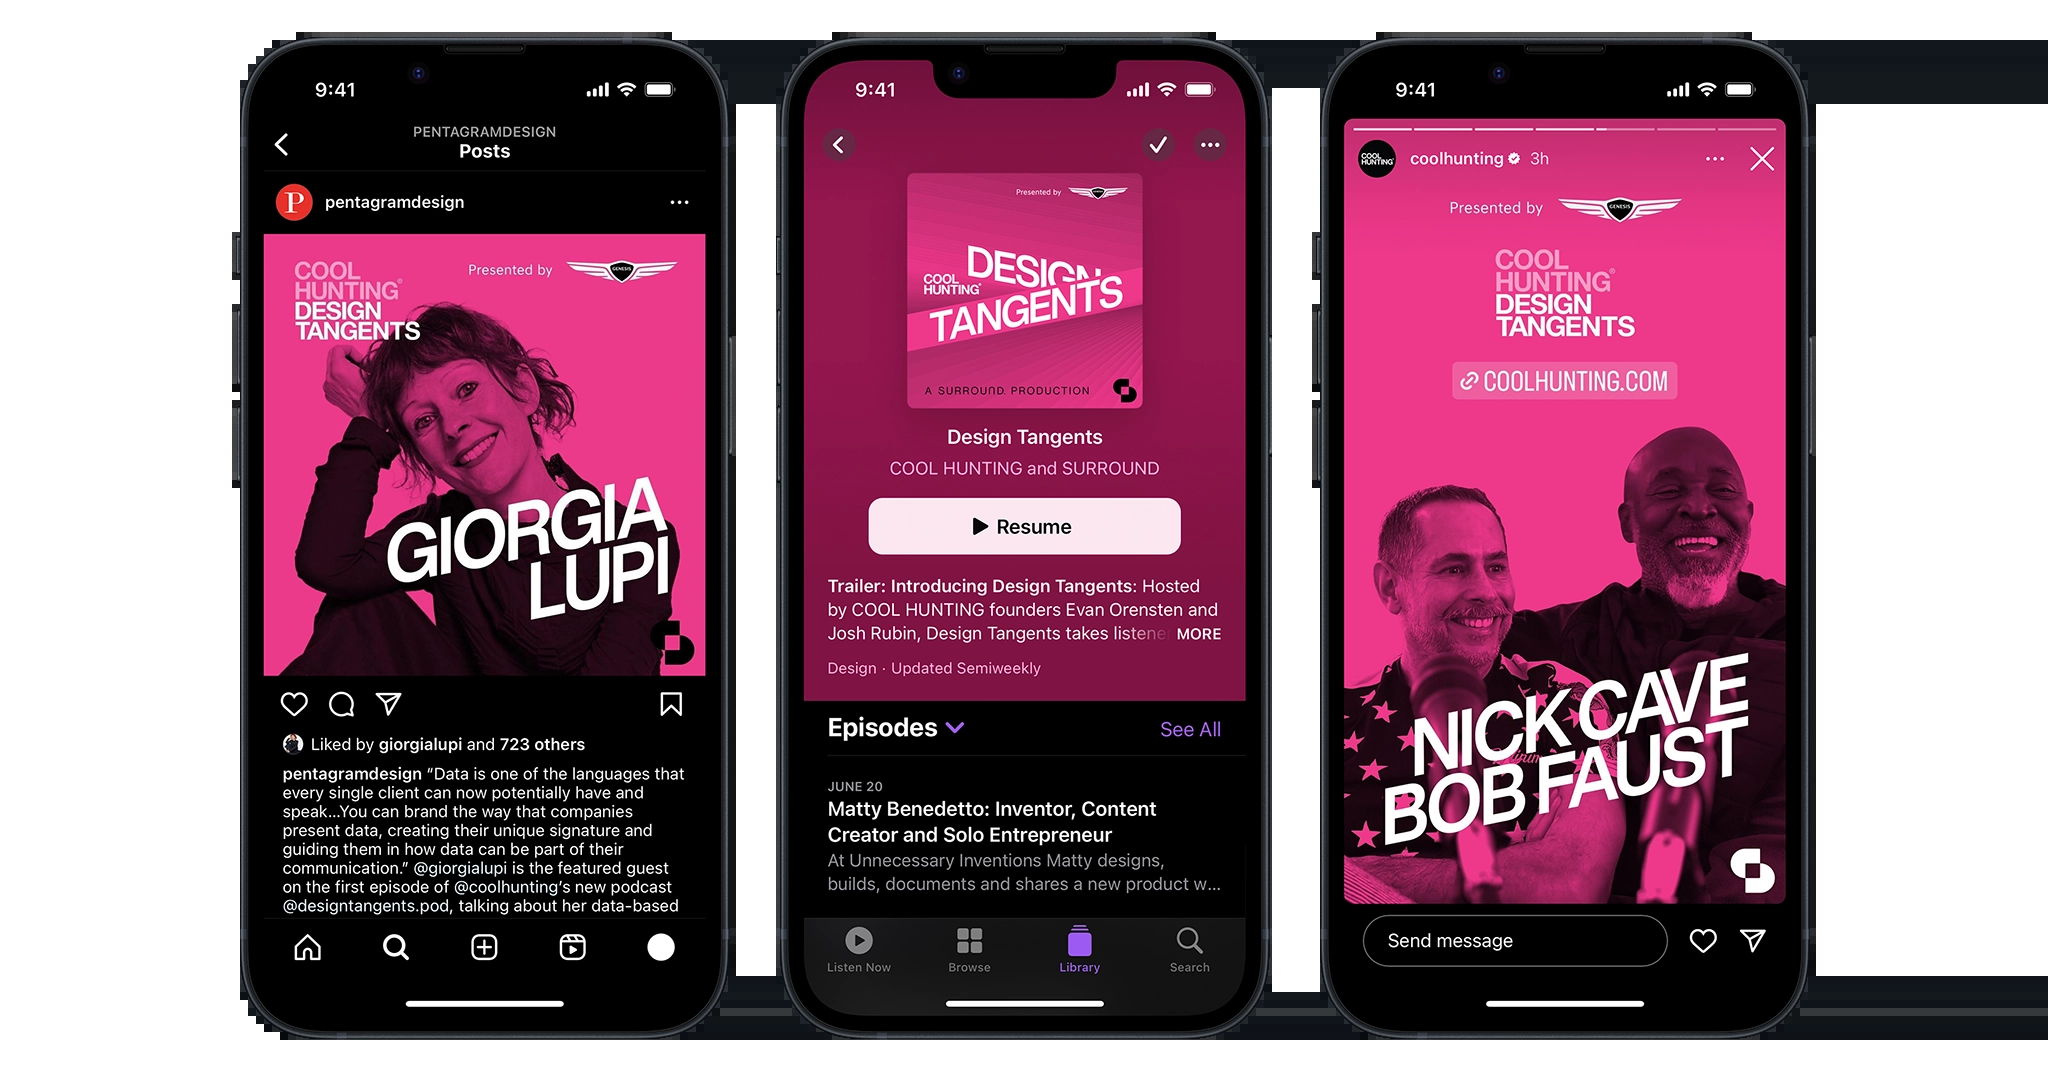 9:41
PENTAGRAMDESIGN
Posts
P
pentagramdesign
COOL
HUNTING®
DESIGN
TANGENTS
Presented by
GENESIS
GIORGIA
LUPI
Liked by giorgialupi and 723 others
pentagramdesign “Data is one of the languages that
every single client can now potentially have and
speak...You can brand the way that companies
present data, creating their unique signature and
guiding them in how data can be part of their
communication.” @giorgialupi is the featured guest
on the first episode of @coolhunting’s new podcast
@designtangents.pod, talking about her data-based
9:41
Presented by
GENESIS
COOL
HUNTING®
DESIGN
TANGENTS
A SURROUND PRODUCTION
Design Tangents
COOL HUNTING and SURROUND
Resume
Trailer: Introducing Design Tangents: Hosted
by COOL HUNTING founders Evan Orensten and
Josh Rubin, Design Tangents takes listene MORE
Design · Updated Semiweekly
Episodes
See All
JUNE 20
Matty Benedetto: Inventor, Content
Creator and Solo Entrepreneur
At Unnecessary Inventions Matty designs,
builds, documents and shares a new product w...
Listen Now
Browse
Library
Search
9:41
COOL
HUNTING®
coolhunting 3h
Presented by
GENESIS
COOL
HUNTING®
DESIGN
TANGENTS
COOLHUNTING.COM
NICK CAVE
BOB FAUST
Send message